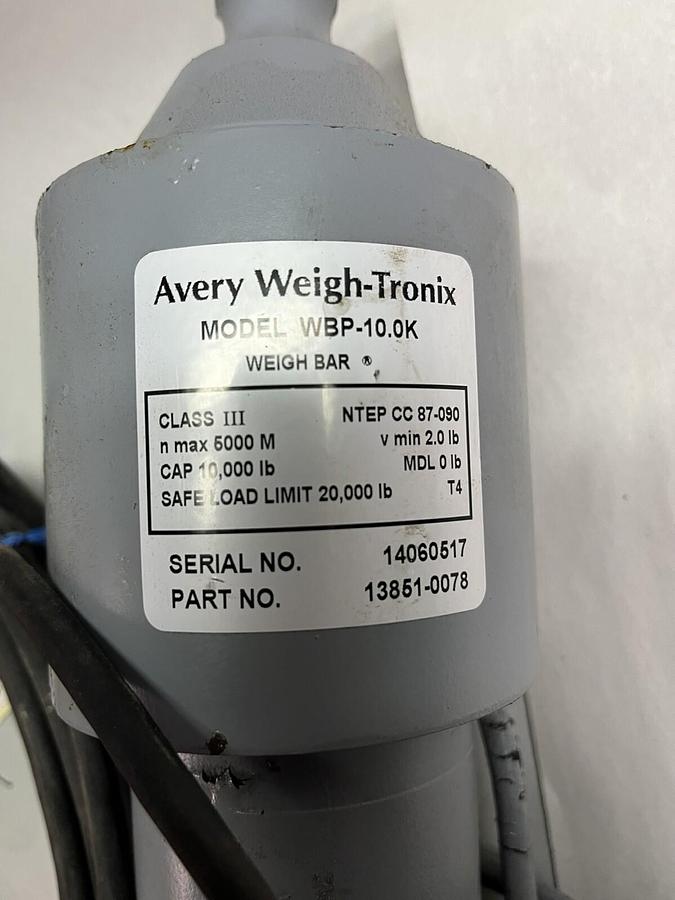 Avery Weigh-Tronix
MODEL WBP-10.0K
WEIGH BAR ®
CLASS III NTEP CC 87-090
n max 5000 M v min 2.0 lb
CAP 10,000 lb MDL 0 lb
SAFE LOAD LIMIT 20,000 lb T4
SERIAL NO. 14060517
PART NO. 13851-0078